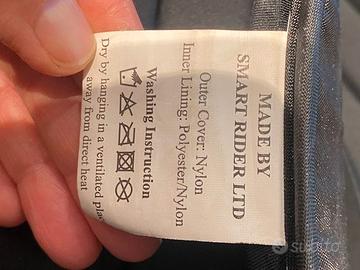 MADE BY
SMART RIDER LTD
Outer Cover: Nylon
Inner Lining: Polyester/Nylon
Washing Instruction
Dry by hanging in a ventilated
away from direct heat
subito.it